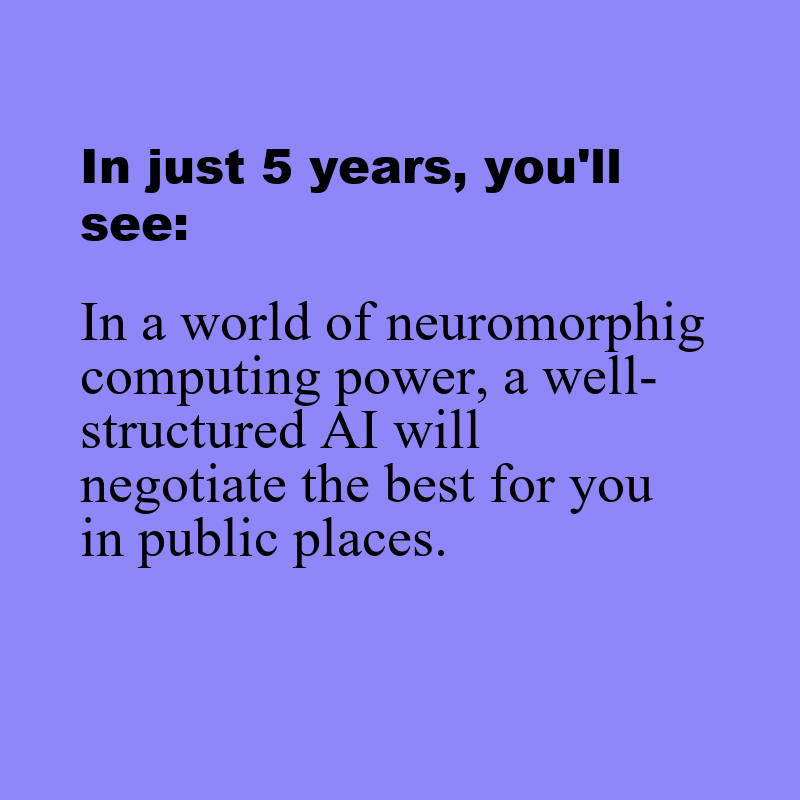 In just 5 years, you'll
see:
In a world of neuromorphig
computing power, a well-
structured AI will
negotiate the best for you
in public places.